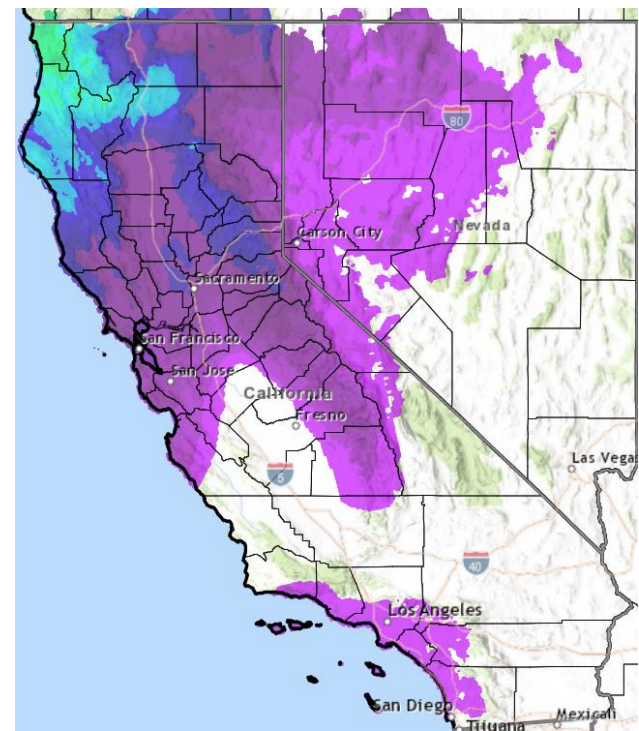 80
Carson City
Nevada
Sacramento
San Francisco
San Jose
California
Fresno
5
Las Vegas
40
Los Angeles
San Diego
Mexicali
Tijuana